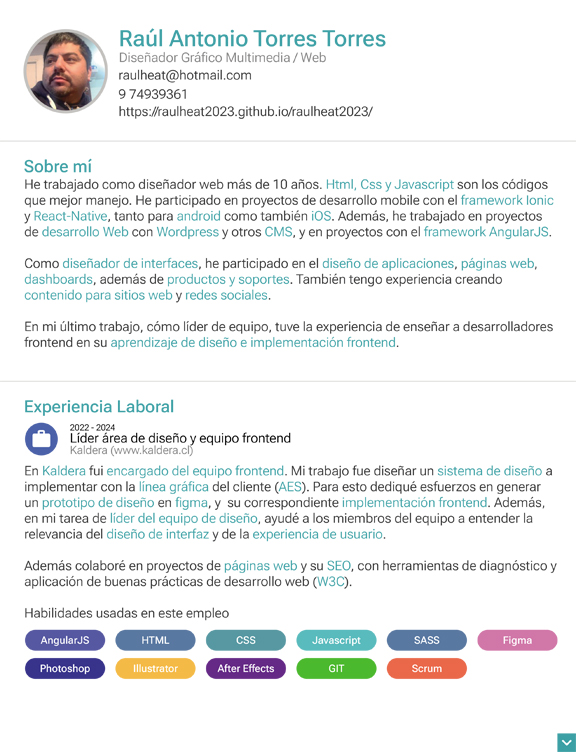 Raúl Antonio Torres Torres
Diseñador Gráfico Multimedia / Web
raulheat@hotmail.com
9 74939361
https://raulheat2023.github.io/raulheat2023/
Sobre mí
He trabajado como diseñador web más de 10 años. Html, Css y Javascript son los códigos
que mejor manejo. He participado en proyectos de desarrollo mobile con el framework Ionic
y React-Native, tanto para android como también iOS. Además, he trabajado en proyectos
de desarrollo Web con Wordpress y otros CMS, y en proyectos con el framework AngularJS.
Como diseñador de interfaces, he participado en el diseño de aplicaciones, páginas web,
dashboards, además de productos y soportes. También tengo experiencia creando
contenido para sitios web y redes sociales.
En mi último trabajo, cómo líder de equipo, tuve la experiencia de enseñar a desarrolladores
frontend en su aprendizaje de diseño e implementación frontend.
Experiencia Laboral
2022 - 2024
Líder área de diseño y equipo frontend
Kaldera (www.kaldera.cl)
En Kaldera fui encargado del equipo frontend. Mi trabajo fue diseñar un sistema de diseño a
implementar con la línea gráfica del cliente (AES). Para esto dediqué esfuerzos en generar
un prototipo de diseño en figma, y su correspondiente implementación frontend. Además,
en mi tarea de líder del equipo de diseño, ayudé a los miembros del equipo a entender la
relevancia del diseño de interfaz y de la experiencia de usuario.
Además colaboré en proyectos de páginas web y su SEO, con herramientas de diagnóstico y
aplicación de buenas prácticas de desarrollo web (W3C).
Habilidades usadas en este empleo
AngularJS HTML CSS Javascript SASS Figma
Photoshop Illustrator After Effects GIT Scrum